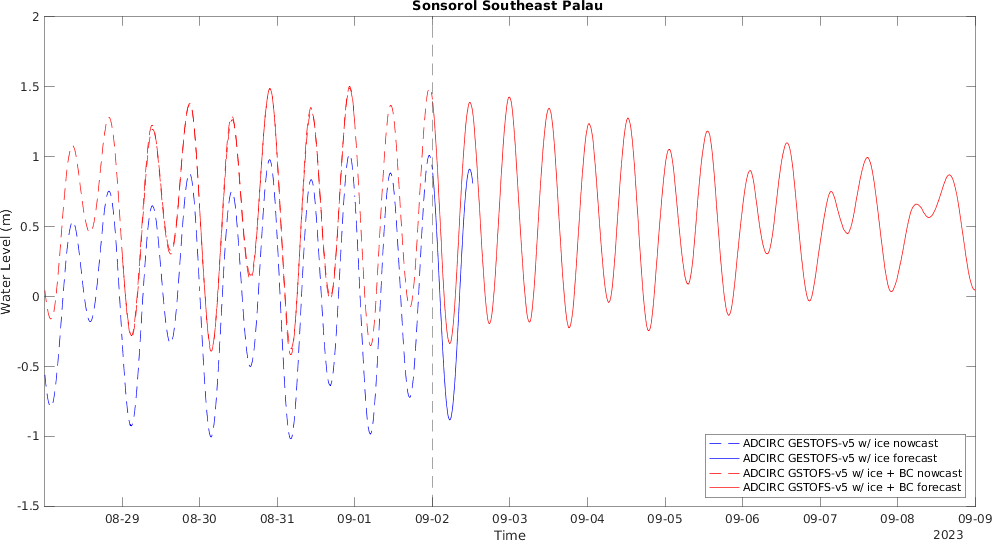 Sonsorol Southeast Palau
2
1.5
1
0.5
0
-0.5
-1
-1.5
Water Level (m)
ADCIRC GESTOFS-v5 w/ ice nowcast
ADCIRC GESTOFS-v5 w/ ice forecast
ADCIRC GSTOFS-v5 w/ ice + BC nowcast
ADCIRC GSTOFS-v5 w/ ice + BC forecast
08-29 08-30 08-31 09-01 09-02 09-03 09-04 09-05 09-06 09-07 09-08 09-09
Time
2023